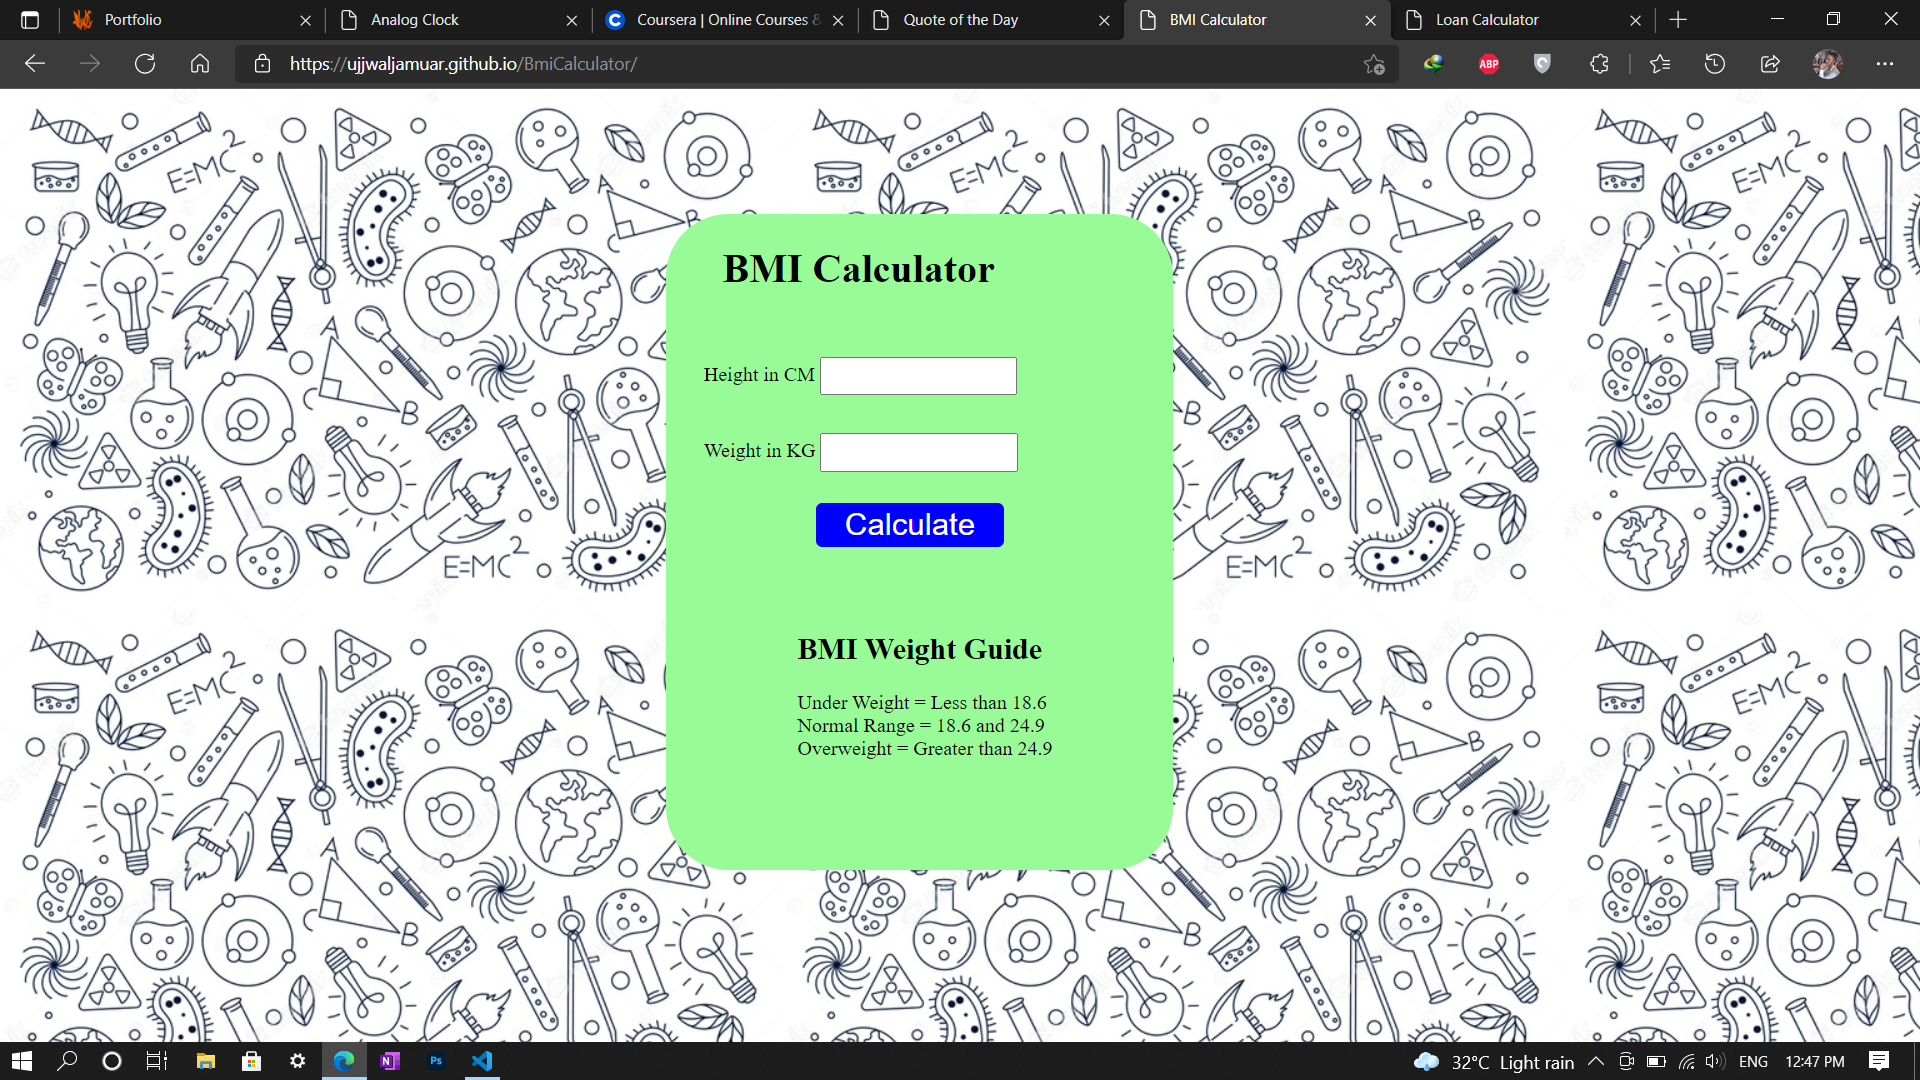 Portfolio
Analog Clock
Coursera | Online Courses &
Quote of the Day
BMI Calculator
Loan Calculator
https://ujjwaljamuar.github.io/BmiCalculator/
ABP
E=MC2
BMI Calculator
Height in CM
Weight in KG
Calculate
BMI Weight Guide
Under Weight = Less than 18.6
Normal Range = 18.6 and 24.9
Overweight = Greater than 24.9
32°C Light rain
ENG
12:47 PM